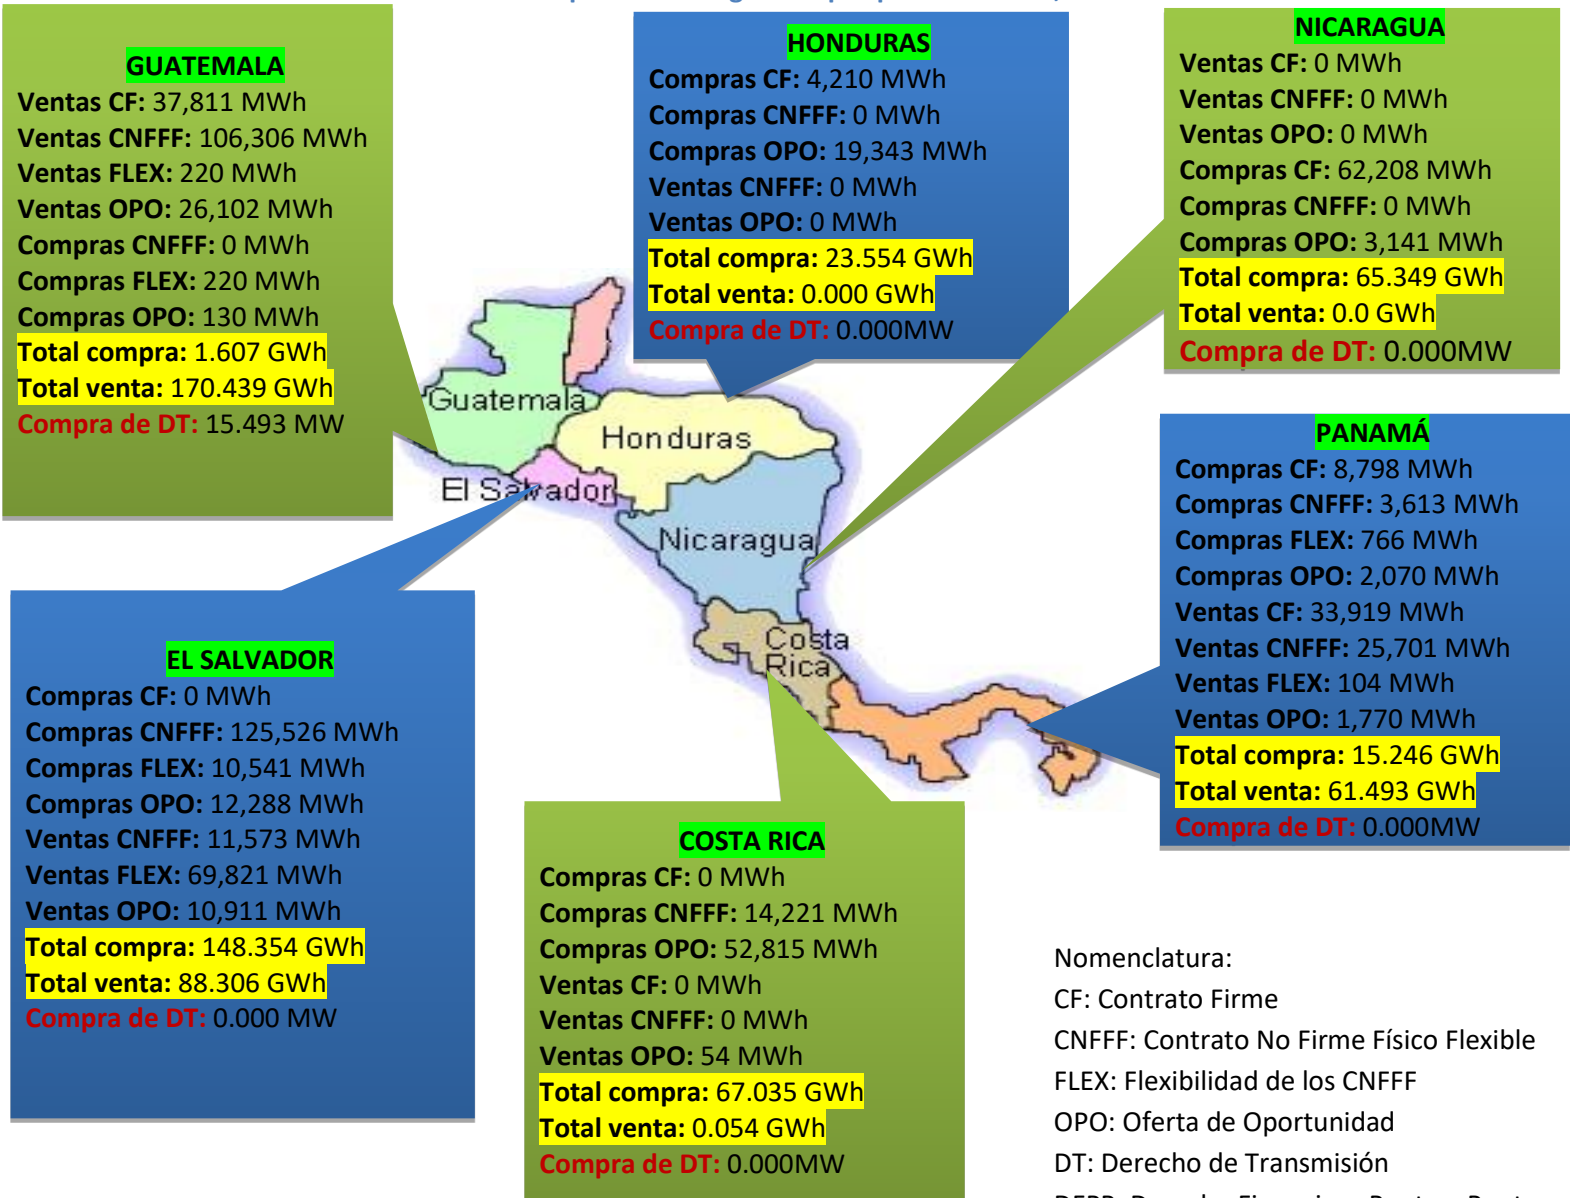 GUATEMALA
Ventas CF: 37,811 MWh
Ventas CNFFF: 106,306 MWh
Ventas FLEX: 220 MWh
Ventas OPO: 26,102 MWh
Compras CNFFF: 0 MWh
Compras FLEX: 220 MWh
Compras OPO: 130 MWh
Total compra: 1.607 GWh
Total venta: 170.439 GWh
Compra de DT: 15.493 MW
HONDURAS
Compras CF: 4,210 MWh
Compras CNFFF: 0 MWh
Compras OPO: 19,343 MWh
Ventas CNFFF: 0 MWh
Ventas OPO: 0 MWh
Total compra: 23.554 GWh
Total venta: 0.000 GWh
Compra de DT: 0.000MW
NICARAGUA
Ventas CF: 0 MWh
Ventas CNFFF: 0 MWh
Ventas OPO: 0 MWh
Compras CF: 62,208 MWh
Compras CNFFF: 0 MWh
Compras OPO: 3,141 MWh
Total compra: 65.349 GWh
Total venta: 0.0 GWh
Compra de DT: 0.000MW
Guatemala
Honduras
El Salvador
Nicaragua
Costa
Rica
PANAMÁ
Compras CF: 8,798 MWh
Compras CNFFF: 3,613 MWh
Compras FLEX: 766 MWh
Compras OPO: 2,070 MWh
Ventas CF: 33,919 MWh
Ventas CNFFF: 25,701 MWh
Ventas FLEX: 104 MWh
Ventas OPO: 1,770 MWh
Total compra: 15.246 GWh
Total venta: 61.493 GWh
Compra de DT: 0.000MW
EL SALVADOR
Compras CF: 0 MWh
Compras CNFFF: 125,526 MWh
Compras FLEX: 10,541 MWh
Compras OPO: 12,288 MWh
Ventas CNFFF: 11,573 MWh
Ventas FLEX: 69,821 MWh
Ventas OPO: 10,911 MWh
Total compra: 148.354 GWh
Total venta: 88.306 GWh
Compra de DT: 0.000 MW
COSTA RICA
Compras CF: 0 MWh
Compras CNFFF: 14,221 MWh
Compras OPO: 52,815 MWh
Ventas CF: 0 MWh
Ventas CNFFF: 0 MWh
Ventas OPO: 54 MWh
Total compra: 67.035 GWh
Total venta: 0.054 GWh
Compra de DT: 0.000MW
Nomenclatura:
CF: Contrato Firme
CNFFF: Contrato No Firme Físico Flexible
FLEX: Flexibilidad de los CNFFF
OPO: Oferta de Oportunidad
DT: Derecho de Transmisión